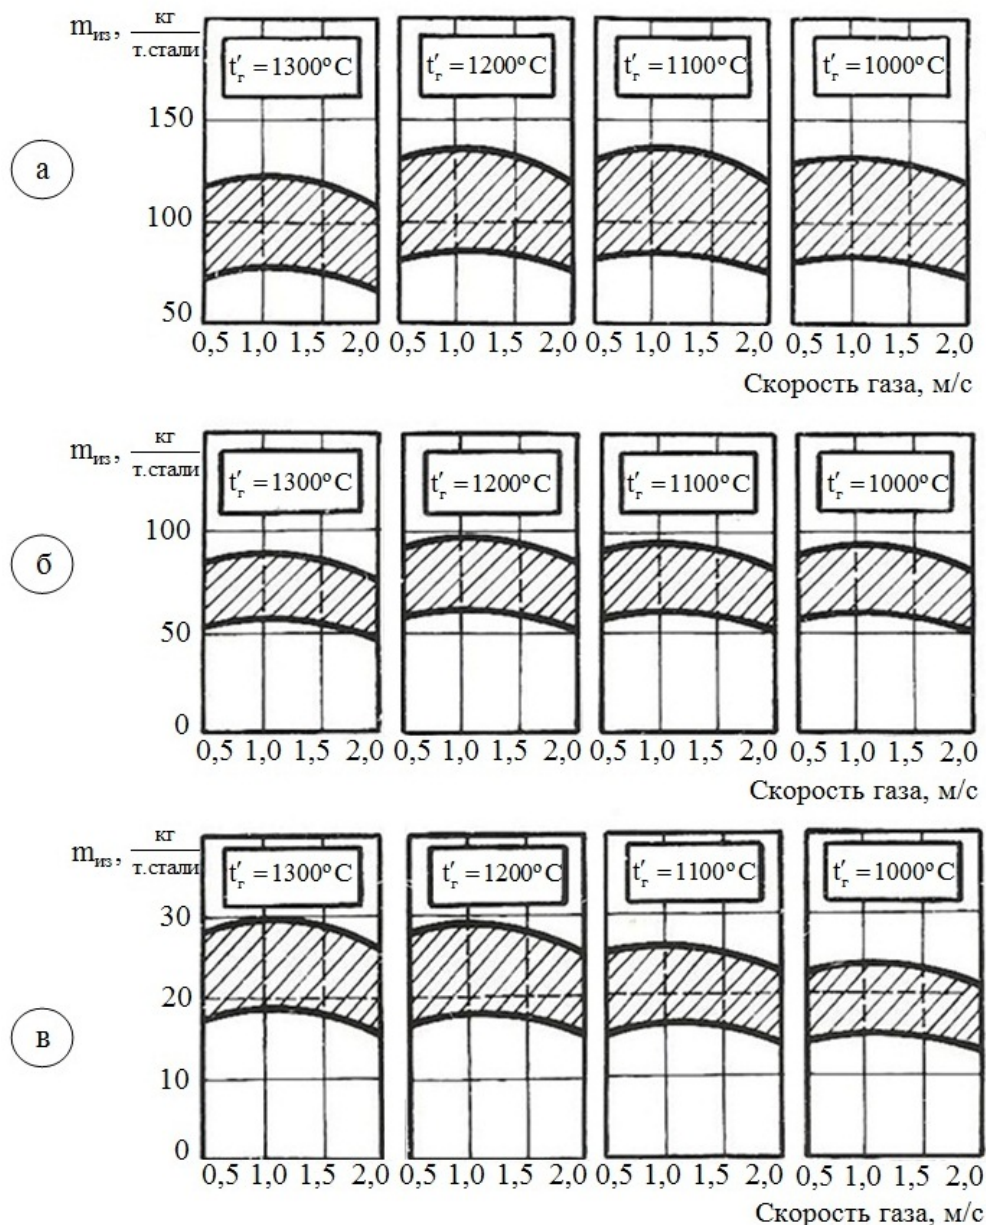 mиз, кг/т.стали
t′г = 1300°C t′г = 1200°C t′г = 1100°C t′г = 1000°C
150
а
100
50
0,5 1,0 1,5 2,0 0,5 1,0 1,5 2,0 0,5 1,0 1,5 2,0 0,5 1,0 1,5 2,0
Скорость газа, м/с
mиз, кг/т.стали
t′г = 1300°C t′г = 1200°C t′г = 1100°C t′г = 1000°C
100
б
50
0
0,5 1,0 1,5 2,0 0,5 1,0 1,5 2,0 0,5 1,0 1,5 2,0 0,5 1,0 1,5 2,0
Скорость газа, м/с
mиз, кг/т.стали
t′г = 1300°C t′г = 1200°C t′г = 1100°C t′г = 1000°C
30
20
в
10
0
0,5 1,0 1,5 2,0 0,5 1,0 1,5 2,0 0,5 1,0 1,5 2,0 0,5 1,0 1,5 2,0
Скорость газа, м/с